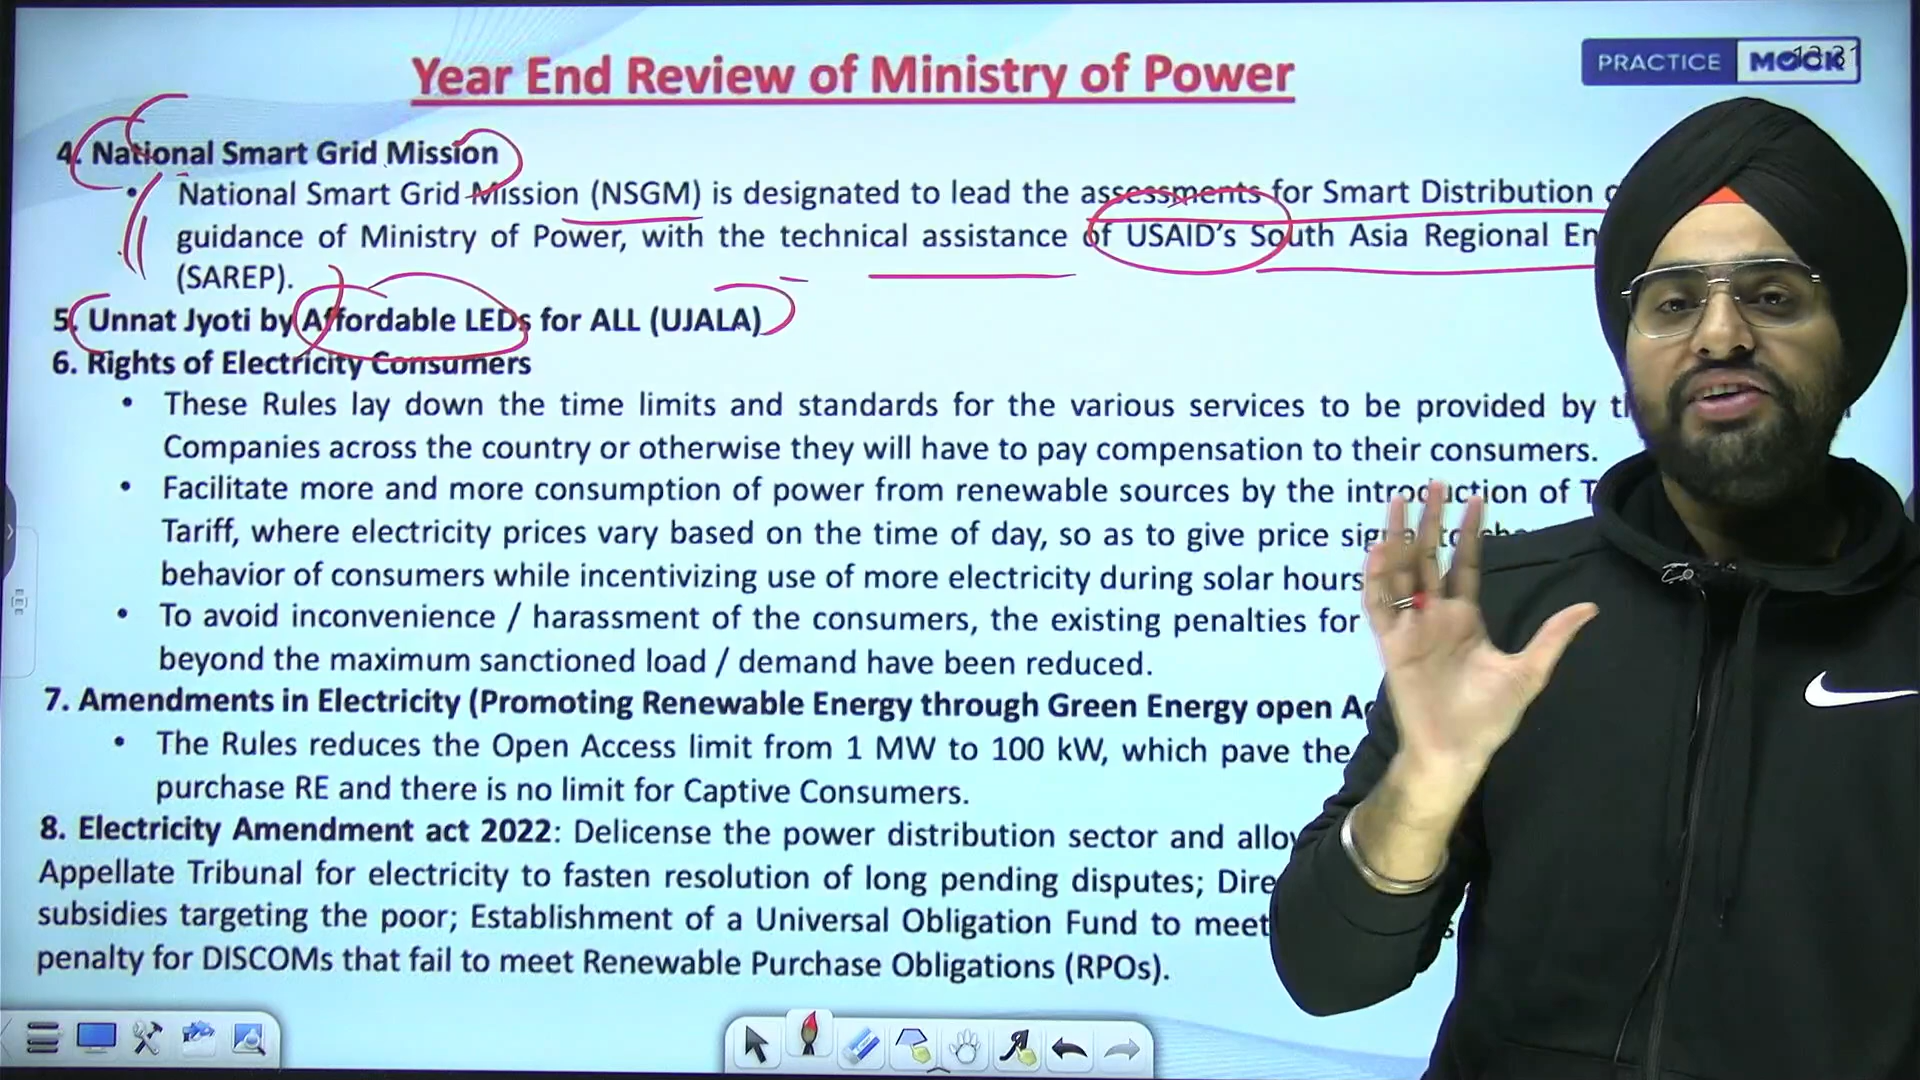 Year End Review of Ministry of Power
PRACTICE MOCK
4. National Smart Grid Mission
• National Smart Grid Mission (NSGM) is designated to lead the assessments for Smart Distribution
guidance of Ministry of Power, with the technical assistance of USAID's South Asia Regional En
(SAREP).
5. Unnat Jyoti by Affordable LEDs for ALL (UJALA)
6. Rights of Electricity Consumers
• These Rules lay down the time limits and standards for the various services to be provided by
Companies across the country or otherwise they will have to pay compensation to their consumers.
• Facilitate more and more consumption of power from renewable sources by the introduction of T
Tariff, where electricity prices vary based on the time of day, so as to give price signal to
behavior of consumers while incentivizing use of more electricity during solar hours
• To avoid inconvenience / harassment of the consumers, the existing penalties for
beyond the maximum sanctioned load / demand have been reduced.
7. Amendments in Electricity (Promoting Renewable Energy through Green Energy open Ac
• The Rules reduces the Open Access limit from 1 MW to 100 kW, which pave the
purchase RE and there is no limit for Captive Consumers.
8. Electricity Amendment act 2022: Delicense the power distribution sector and allow
Appellate Tribunal for electricity to fasten resolution of long pending disputes; Dire
subsidies targeting the poor; Establishment of a Universal Obligation Fund to meet
penalty for DISCOMs that fail to meet Renewable Purchase Obligations (RPOs).